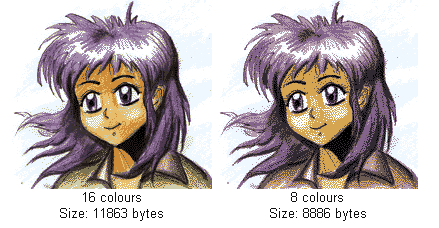 16 colours
Size: 11863 bytes
8 colours
Size: 8886 bytes